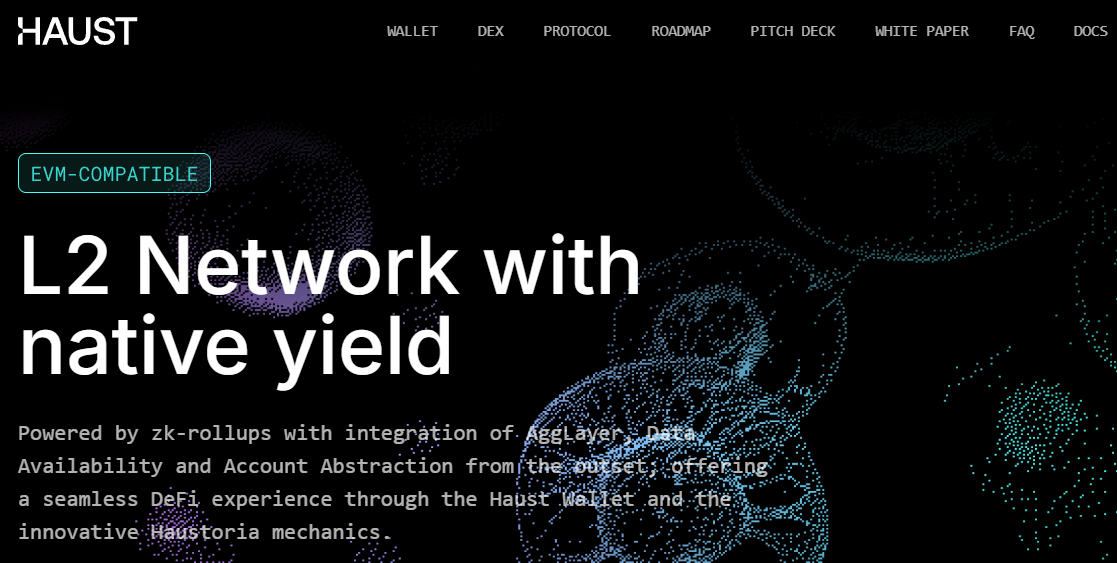 HAUST
WALLET DEX PROTOCOL ROADMAP PITCH DECK WHITE PAPER FAQ DOCS
EVM-COMPATIBLE
L2 Network with
native yield
Powered by zk-rollups with integration of AggLayer, Data
Availability and Account Abstraction from the outset, offering
a seamless DeFi experience through the Haust Wallet and the
innovative Haustoria mechanics.